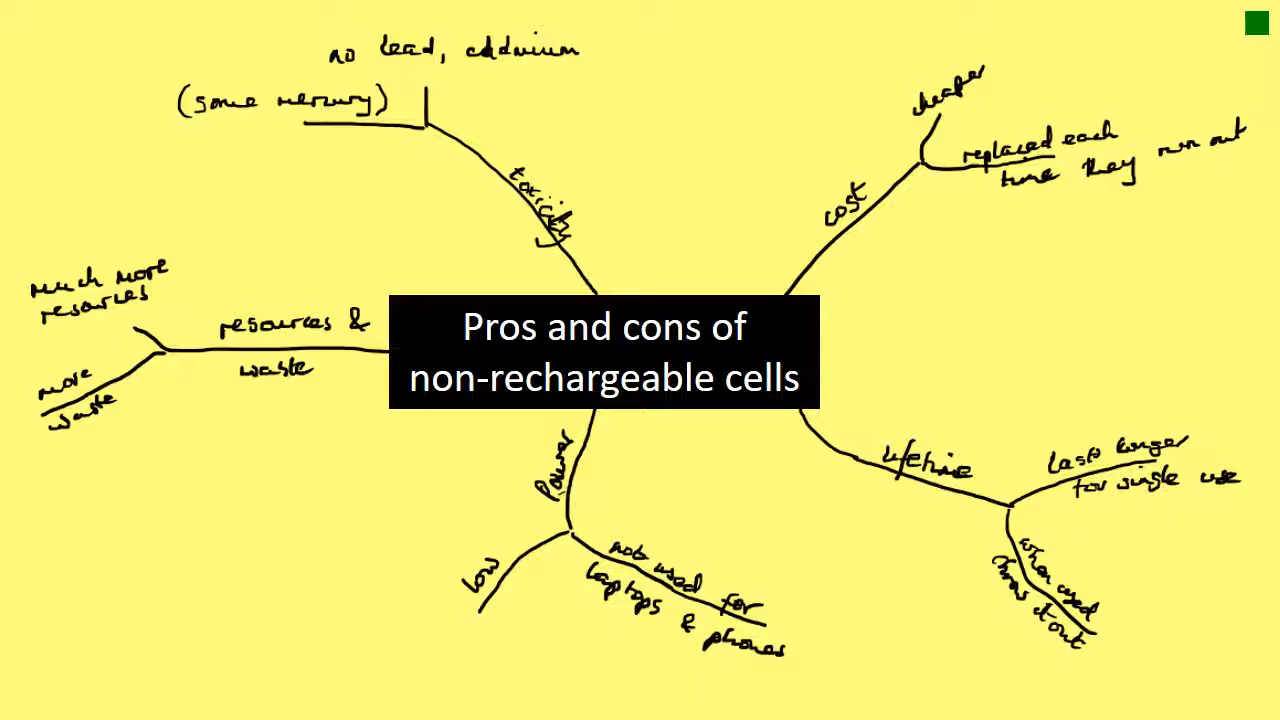 no lead, cadmium
(some mercury)
toxicity
cheaper
replaced each
time they run out
cost
much more
resources
resources &
waste
more
waste
Pros and cons of
non-rechargeable cells
Power
low
not used for
laptops & phones
lifetime
last longer
for single use
when used
throw it out